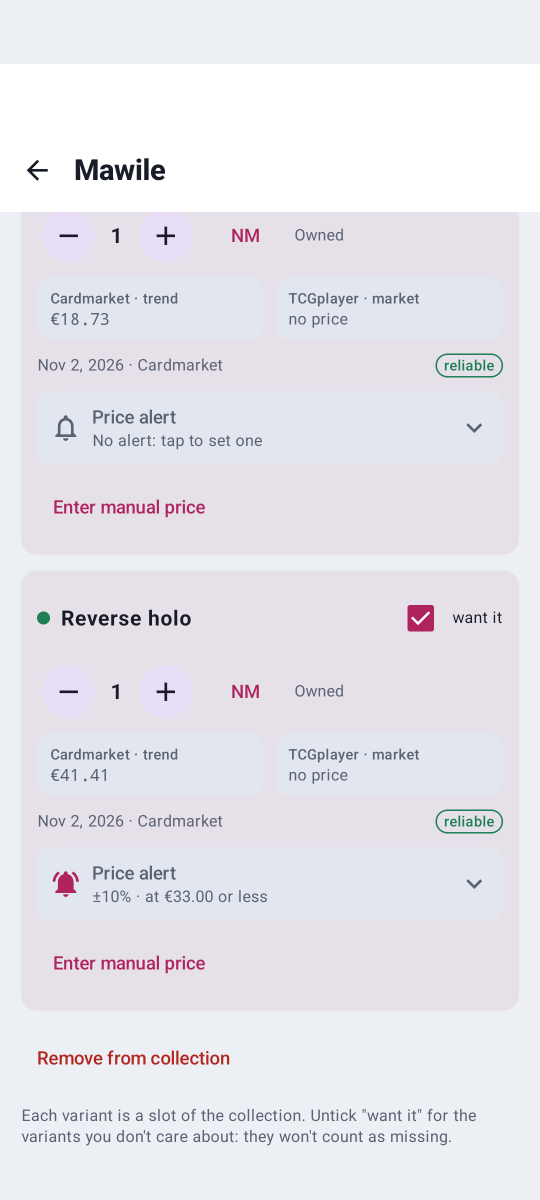 Mawile
1 NM Owned
Cardmarket · trend
€18.73
TCGplayer · market
no price
Nov 2, 2026 · Cardmarket
reliable
Price alert
No alert: tap to set one
Enter manual price
Reverse holo
want it
1 NM Owned
Cardmarket · trend
€41.41
TCGplayer · market
no price
Nov 2, 2026 · Cardmarket
reliable
Price alert
±10% · at €33.00 or less
Enter manual price
Remove from collection
Each variant is a slot of the collection. Untick "want it" for the
variants you don't care about: they won't count as missing.